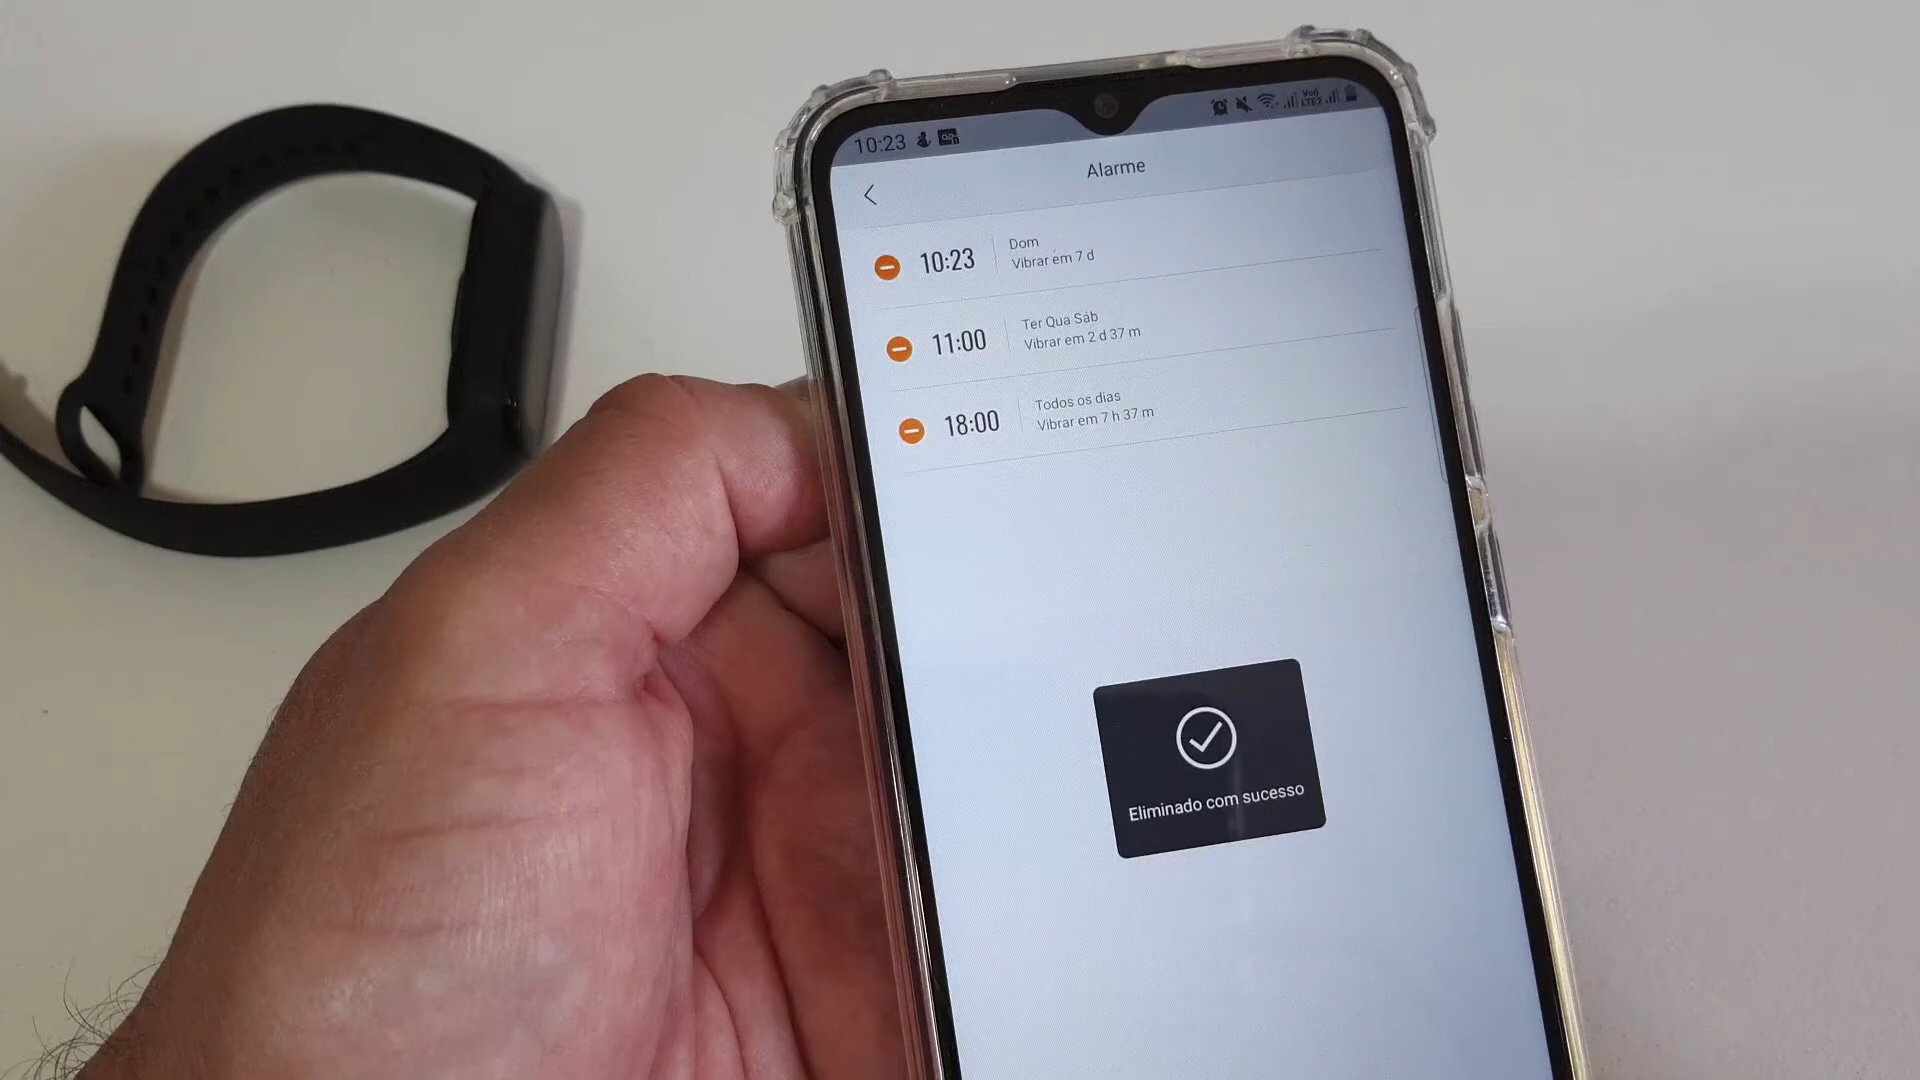 10:23
Alarme
10:23
Dom
Vibrar em 7 d
11:00
Ter Qua Sáb
Vibrar em 2 d 37 m
18:00
Todos os dias
Vibrar em 7 h 37 m
Eliminado com sucesso